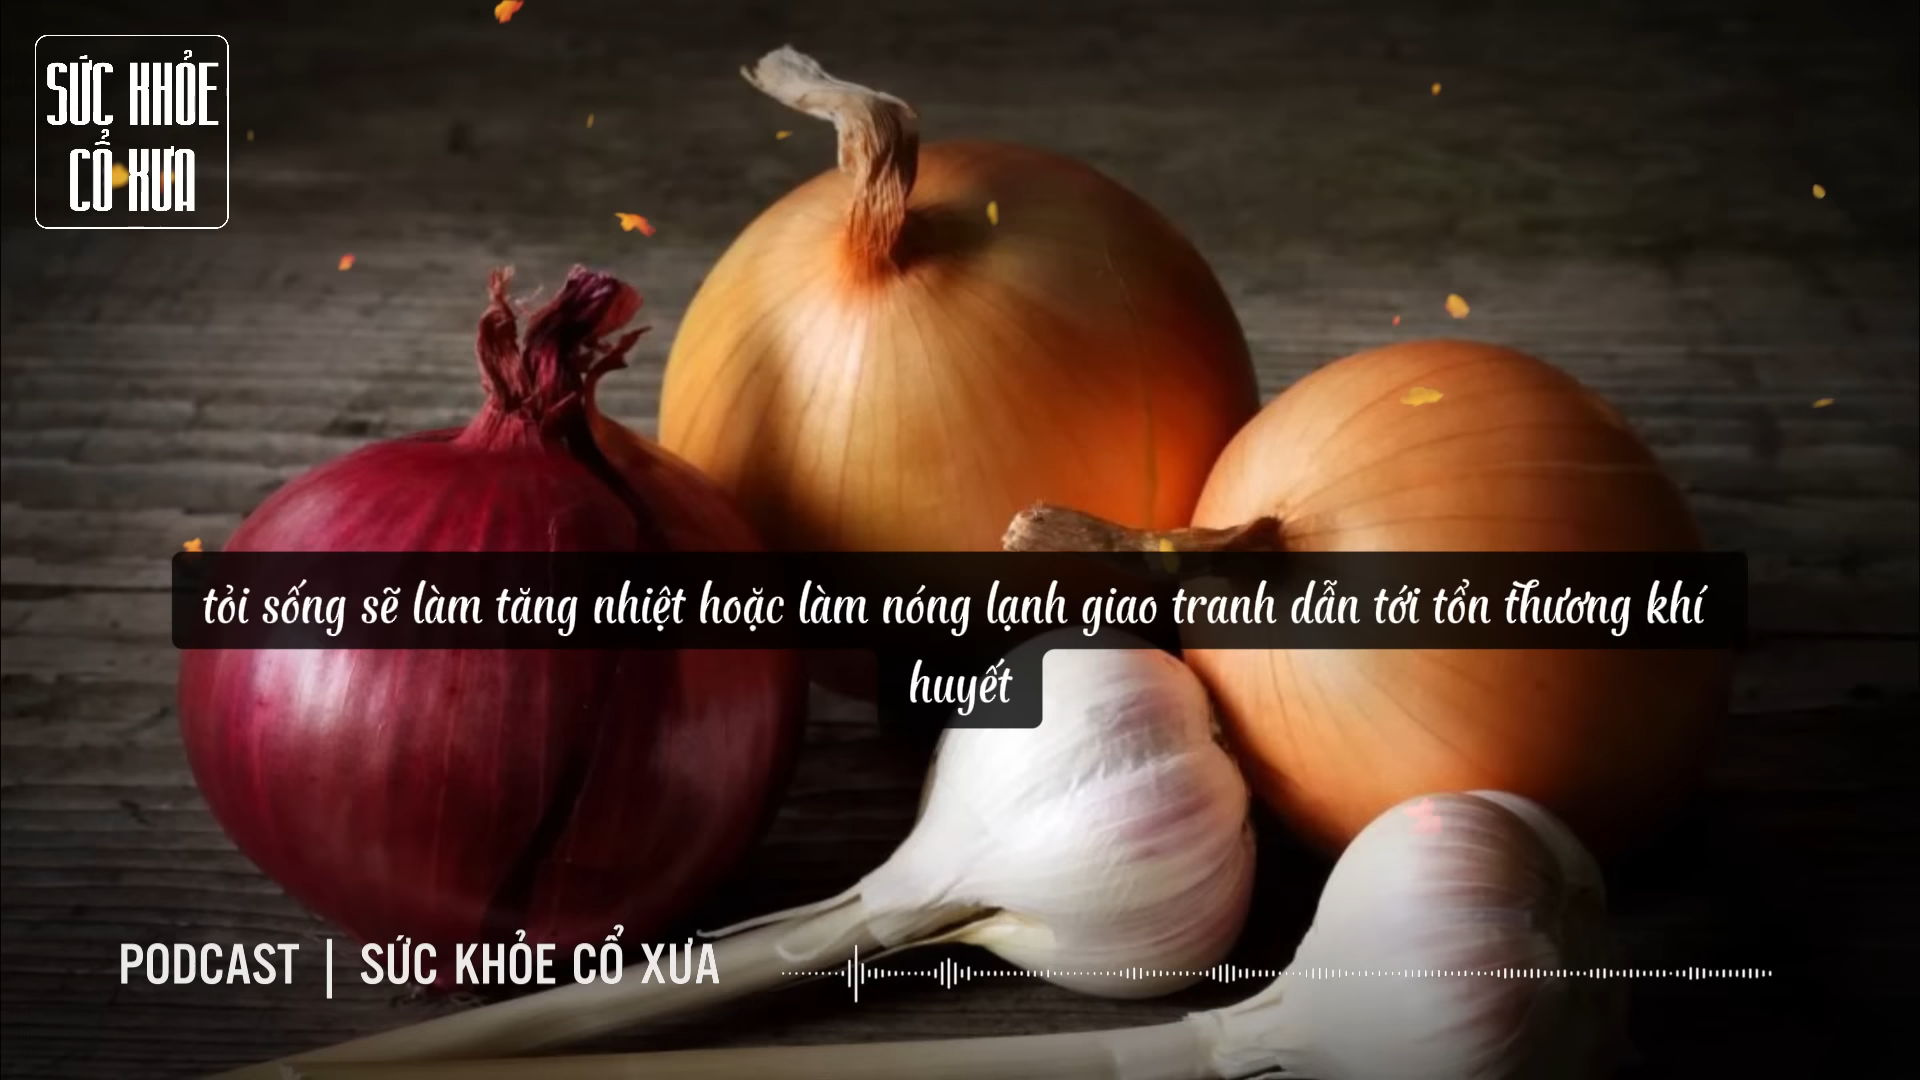 SỨC KHỎE
CỔ XƯA
tỏi sống sẽ làm tăng nhiệt hoặc làm nóng lạnh giao tranh dẫn tới tổn thương khí
huyết
PODCAST | SỨC KHỎE CỔ XƯA